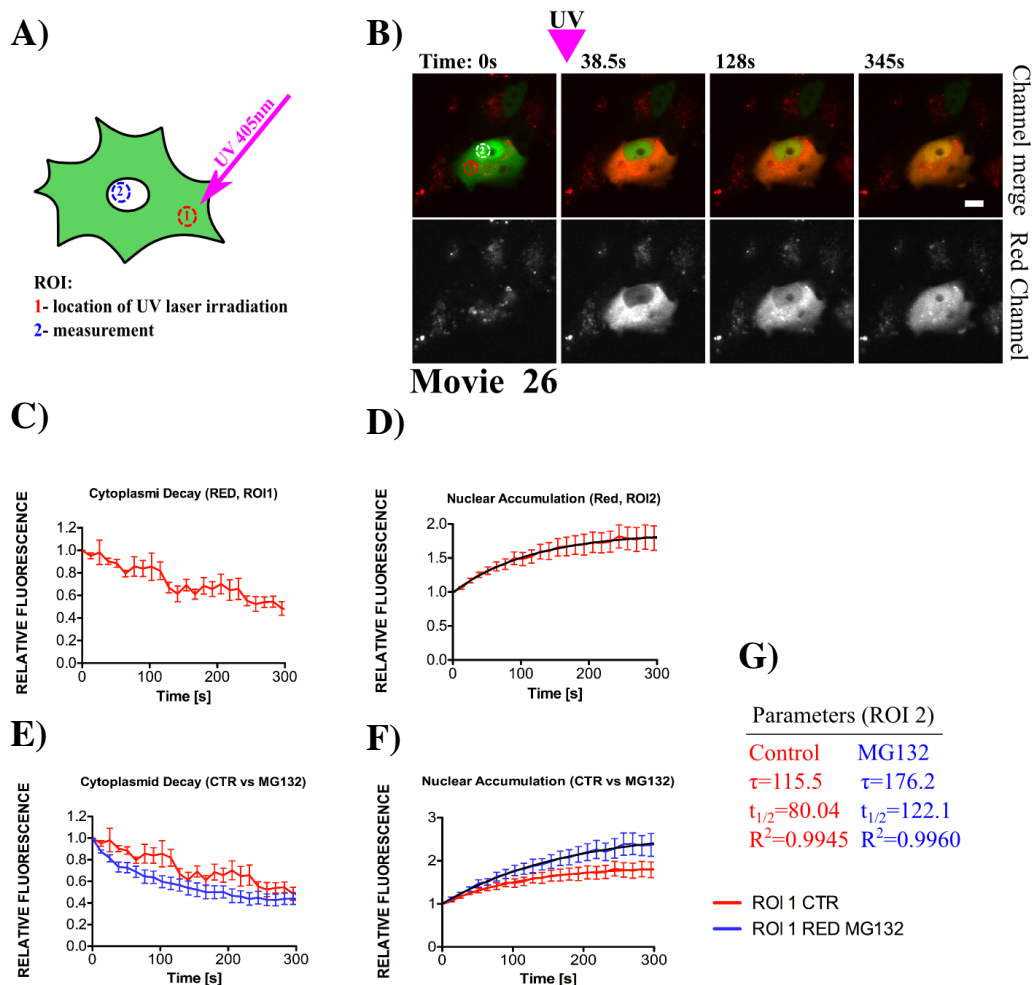 A)
UV 405nm
2
1
ROI:
1- location of UV laser irradiation
2- measurement
B)
UV
Time: 0s
38.5s
128s
345s
2
1
Channel merge
Red Channel
Movie 26
C)
Cytoplasmi Decay (RED, ROI1)
RELATIVE FLUORESCENCE
1.2
1.0
0.8
0.6
0.4
0.2
0.0
0
100
200
300
Time [s]
D)
Nuclear Accumulation (Red, ROI2)
RELATIVE FLUORESCENCE
2.0
1.5
1.0
0.5
0.0
0
100
200
300
Time [s]
E)
Cytoplasmid Decay (CTR vs MG132)
RELATIVE FLUORESCENCE
1.2
1.0
0.8
0.6
0.4
0.2
0.0
0
100
200
300
Time [s]
F)
Nuclear Accumulation (CTR vs MG132)
RELATIVE FLUORESCENCE
3
2
1
0
0
100
200
300
Time [s]
G)
Parameters (ROI 2)
Control MG132
τ=115.5 τ=176.2
t1/2=80.04 t1/2=122.1
R²=0.9945 R²=0.9960
ROI 1 CTR
ROI 1 RED MG132